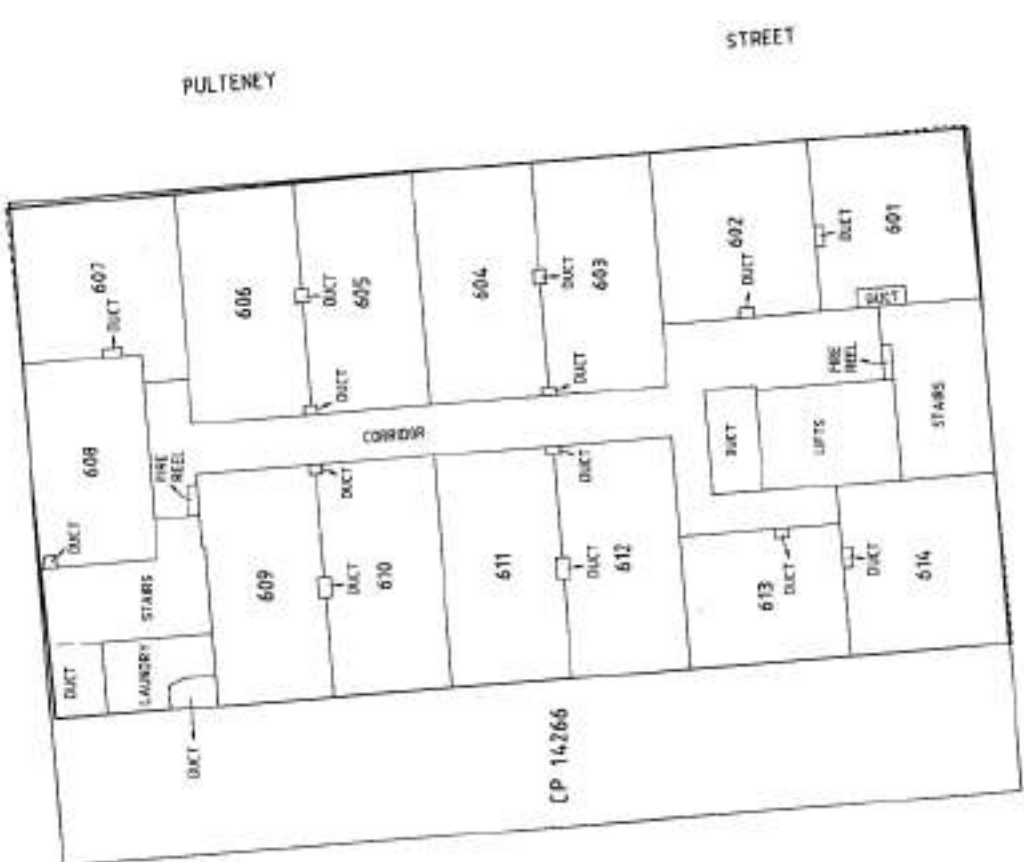 STREET
PULTENEY
607
DUCT
606
DUCT
605
604
DUCT
603
602
DUCT
DUCT
601
DUCT
DUCT
DUCT
FIRE
REEL
608
CORRIDOR
DUCT
LIFTS
STAIRS
FIRE
REEL
DUCT
DUCT
DUCT
609
DUCT
610
611
DUCT
612
613
DUCT
DUCT
614
STAIRS
DUCT
LAUNDRY
DUCT
CP 14266